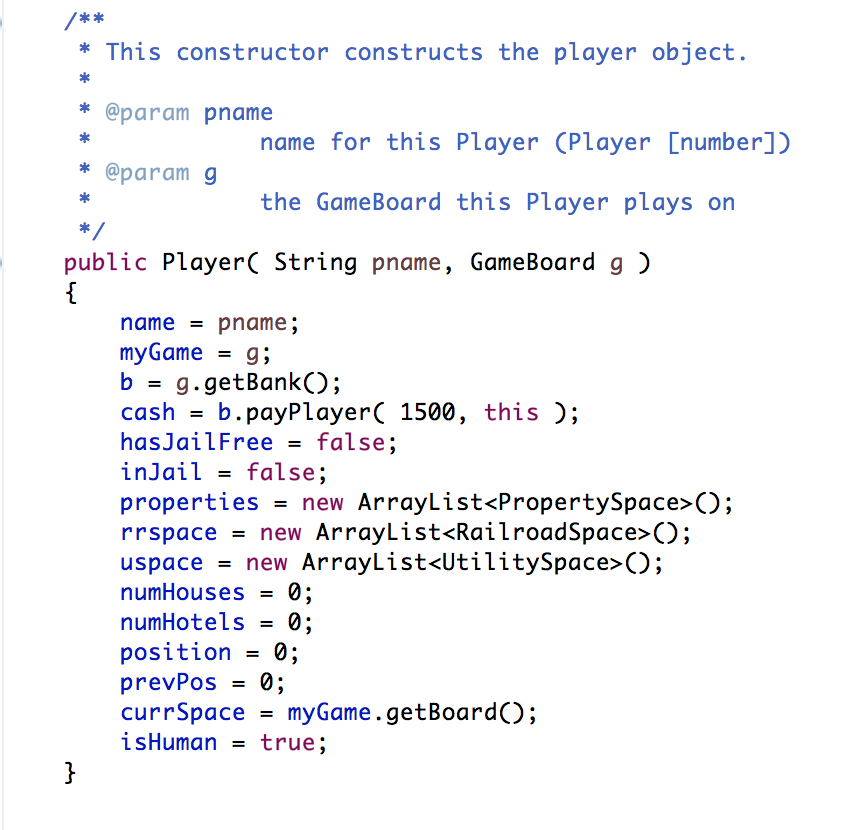 /**
 * This constructor constructs the player object.
 *
 * @param pname
 *            name for this Player (Player [number])
 * @param g
 *            the GameBoard this Player plays on
 */
public Player( String pname, GameBoard g )
{
    name = pname;
    myGame = g;
    b = g.getBank();
    cash = b.payPlayer( 1500, this );
    hasJailFree = false;
    inJail = false;
    properties = new ArrayList<PropertySpace>();
    rrspace = new ArrayList<RailroadSpace>();
    uspace = new ArrayList<UtilitySpace>();
    numHouses = 0;
    numHotels = 0;
    position = 0;
    prevPos = 0;
    currSpace = myGame.getBoard();
    isHuman = true;
}